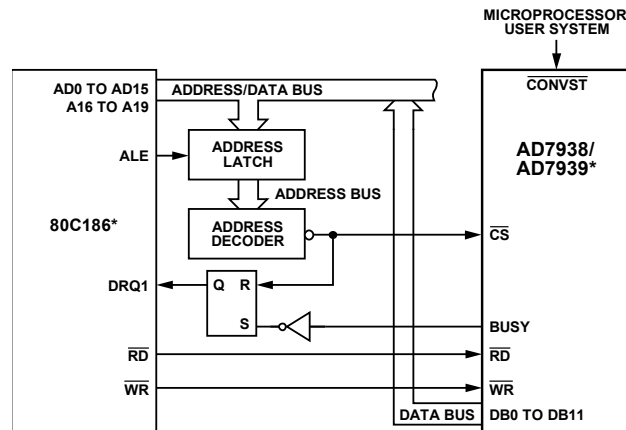 MICROPROCESSOR
USER SYSTEM
AD0 TO AD15
ADDRESS/DATA BUS
A16 TO A19
CONVST
ALE
ADDRESS
LATCH
AD7938/
AD7939*
ADDRESS BUS
80C186*
ADDRESS
DECODER
CS
DRQ1
Q
R
S
BUSY
RD
RD
WR
WR
DATA BUS
DB0 TO DB11